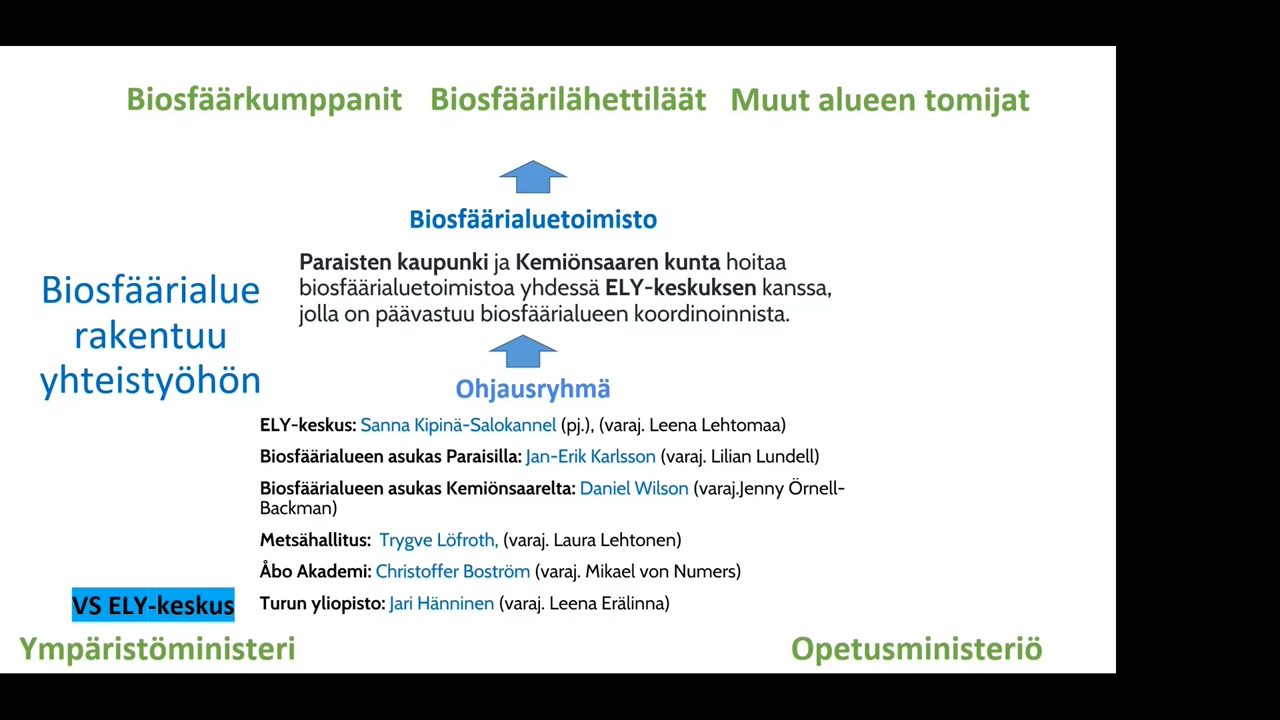 Biosfäärkumppanit Biosfäärilähettiläät Muut alueen tomijat
Biosfäärialuetoimisto
Paraisten kaupunki ja Kemiönsaaren kunta hoitaa
biosfäärialuetoimistoa yhdessä ELY-keskuksen kanssa,
jolla on päävastuu biosfäärialueen koordinoinnista.
Biosfäärialue
rakentuu
yhteistyöhön
Ohjausryhmä
ELY-keskus: Sanna Kipinä-Salokannel (pj.), (varaj. Leena Lehtomaa)
Biosfäärialueen asukas Paraisilla: Jan-Erik Karlsson (varaj. Lilian Lundell)
Biosfäärialueen asukas Kemiönsaarelta: Daniel Wilson (varaj.Jenny Örnell-
Backman)
Metsähallitus: Trygve Löfroth, (varaj. Laura Lehtonen)
Åbo Akademi: Christoffer Boström (varaj. Mikael von Numers)
Turun yliopisto: Jari Hänninen (varaj. Leena Erälinna)
VS ELY-keskus
Ympäristöministeri Opetusministeriö